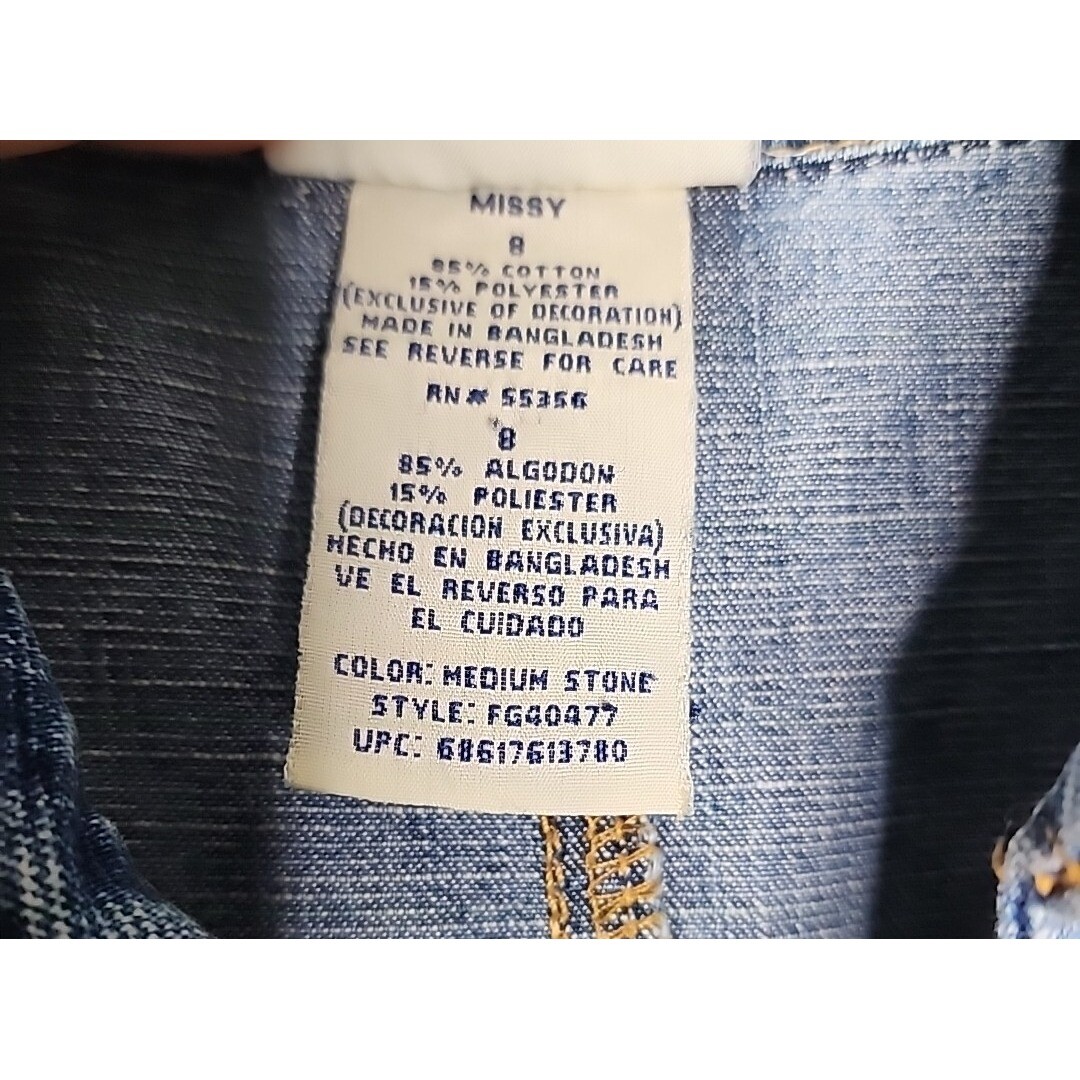 MISSY
8
85% COTTON
15% POLYESTER
(EXCLUSIVE OF DECORATION)
MADE IN BANGLADESH
SEE REVERSE FOR CARE
RN# 55356
8
85% ALGODON
15% POLIESTER
(DECORACION EXCLUSIVA)
HECHO EN BANGLADESH
VE EL REVERSO PARA
EL CUIDADO
COLOR: MEDIUM STONE
STYLE: FG40477
UPC: 68617613780